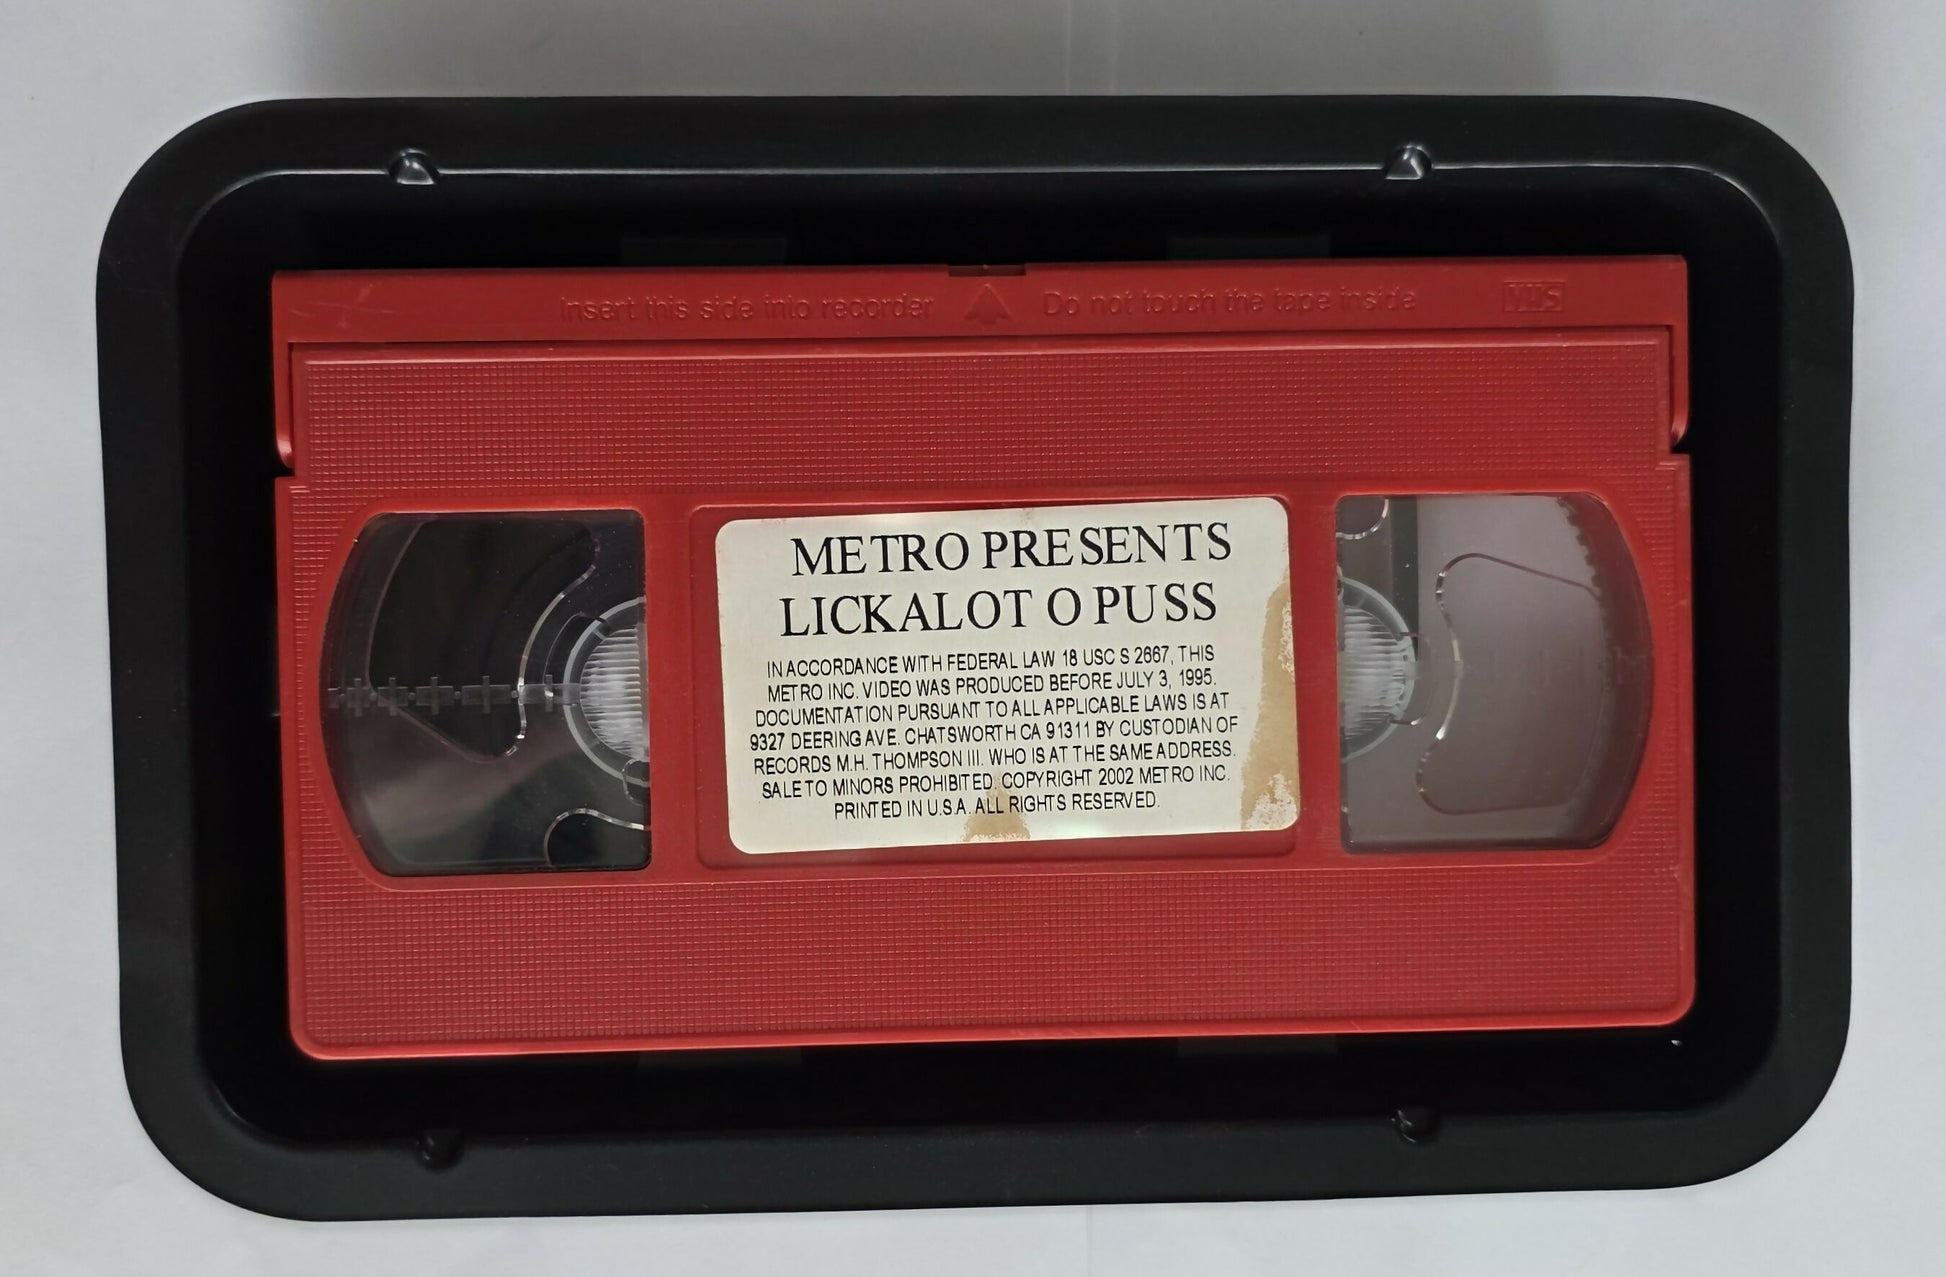 Insert this side into recorder Do not touch the tape inside VHS
METRO PRESENTS
LICKALOT O PUSS
IN ACCORDANCE WITH FEDERAL LAW 18 USC S 2667, THIS
METRO INC. VIDEO WAS PRODUCED BEFORE JULY 3, 1995.
DOCUMENTATION PURSUANT TO ALL APPLICABLE LAWS IS AT
9327 DEERING AVE. CHATSWORTH CA 91311 BY CUSTODIAN OF
RECORDS M.H. THOMPSON III. WHO IS AT THE SAME ADDRESS.
SALE TO MINORS PROHIBITED. COPYRIGHT 2002 METRO INC.
PRINTED IN U.S.A. ALL RIGHTS RESERVED.